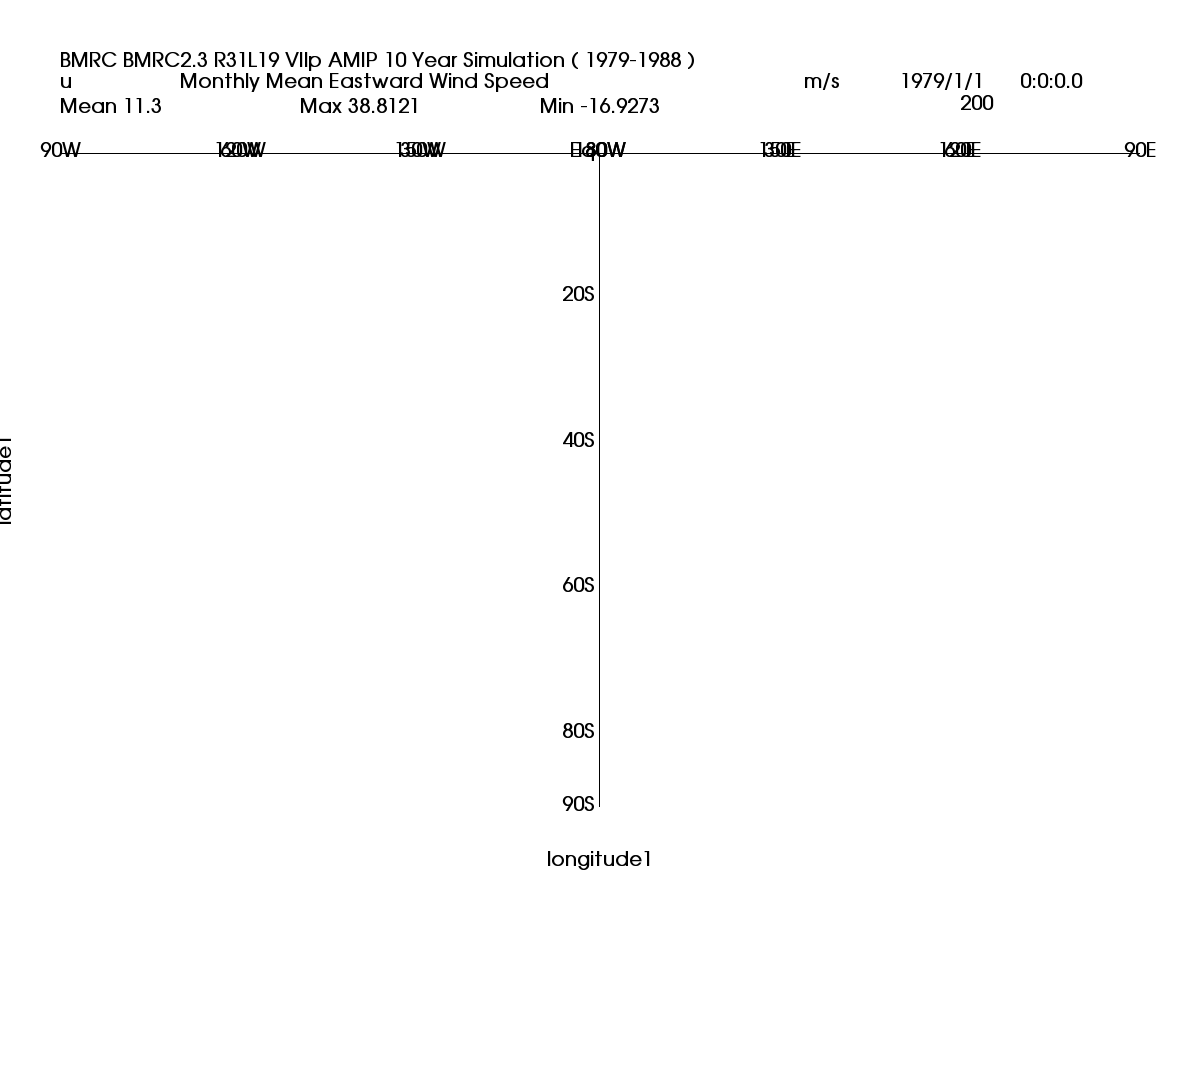 BMRC BMRC2.3 R31L19 VIIp AMIP 10 Year Simulation ( 1979-1988 )
u Monthly Mean Eastward Wind Speed m/s 1979/1/1 0:0:0.0
Mean 11.3 Max 38.8121 Min -16.9273 200
90W 90E
20S
40S
latitude1
60S
80S
90S
longitude1